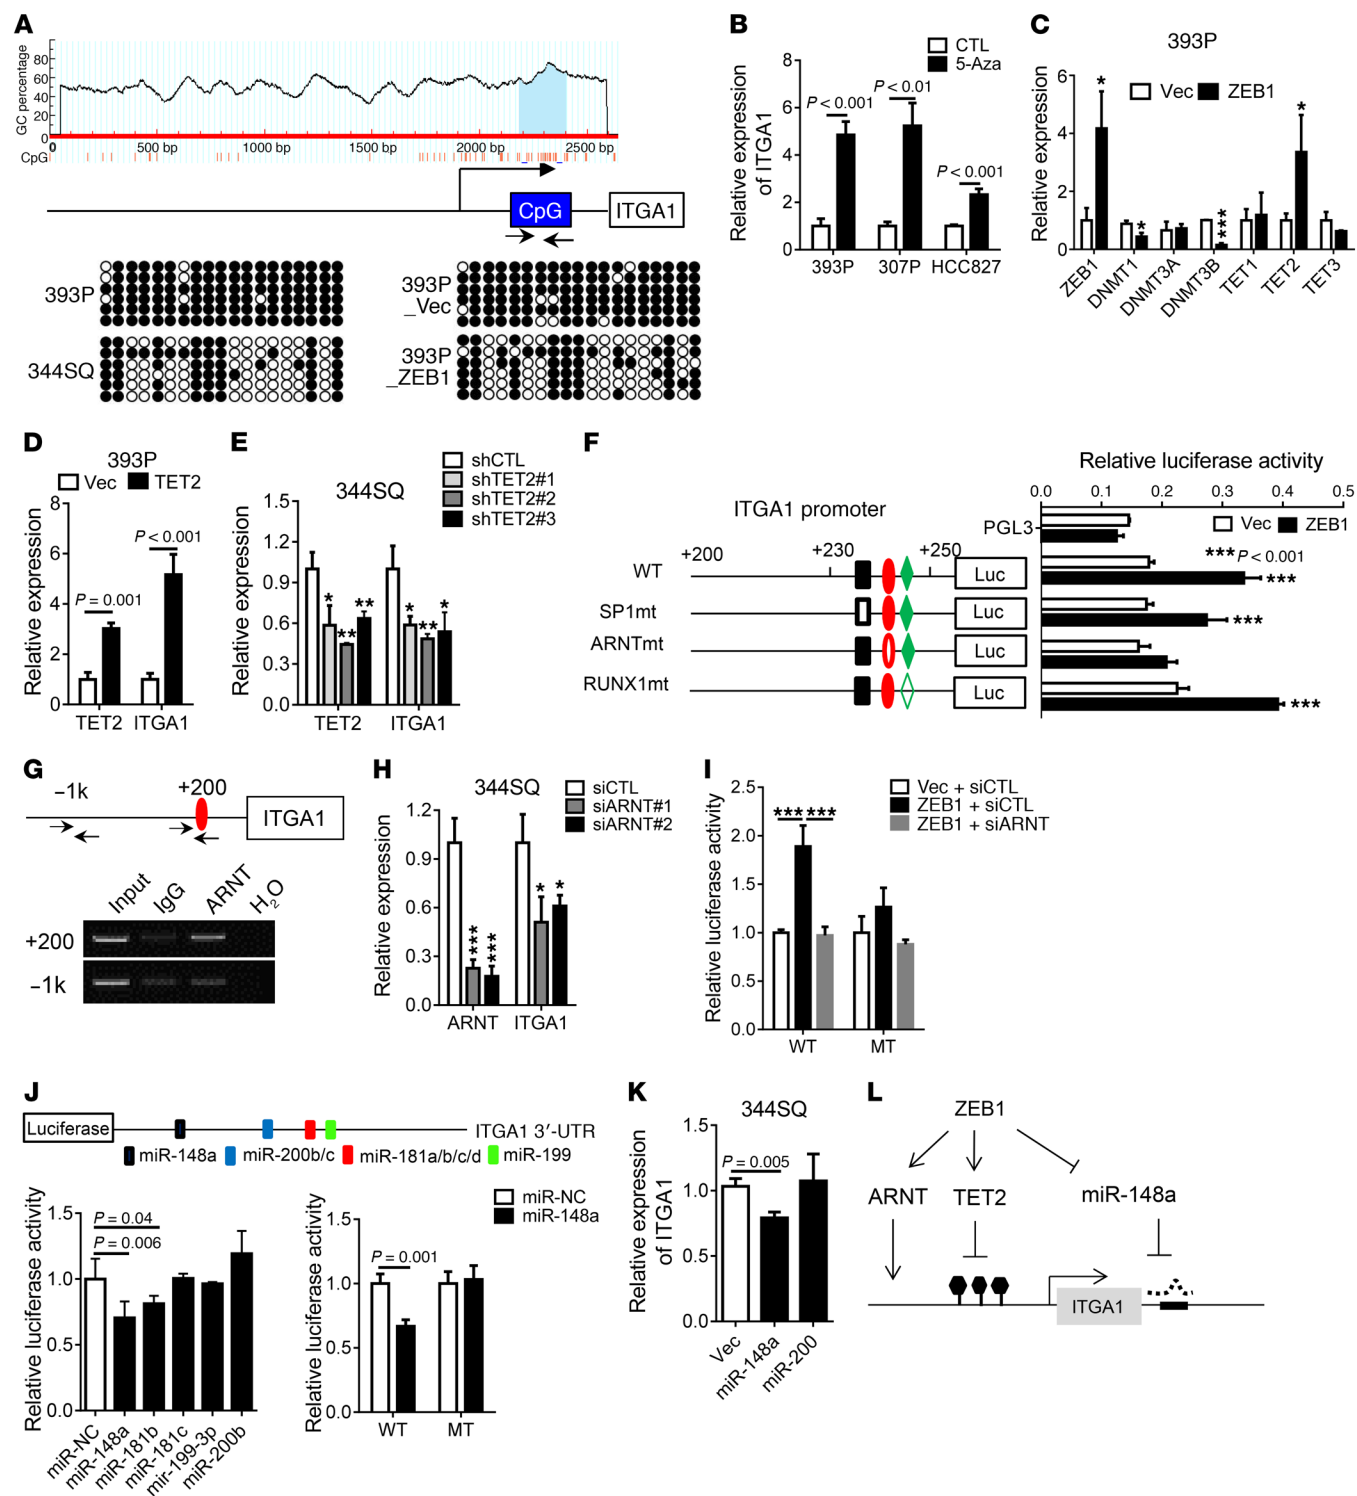 A
GC percentage
80
60
40
20
0
0 500 bp 1000 bp 1500 bp 2000 bp 2500 bp
CpG
CpG ITGA1
393P
344SQ
393P
_Vec
393P
_ZEB1
B
CTL
5-Aza
Relative expression
of ITGA1
8
6
4
2
0
P < 0.001
P < 0.01
P < 0.001
393P 307P HCC827
C
393P
Vec ZEB1
Relative expression
6
4
2
0
*
*
***
*
ZEB1 DNMT1 DNMT3A DNMT3B TET1 TET2 TET3
D
393P
Vec TET2
Relative expression
8
6
4
2
0
P < 0.001
P = 0.001
TET2 ITGA1
E
344SQ
shCTL
shTET2#1
shTET2#2
shTET2#3
Relative expression
1.5
1.2
0.9
0.6
0.3
0.0
* ** ** * ** *
TET2 ITGA1
F
Relative luciferase activity
0.0 0.1 0.2 0.3 0.4 0.5
ITGA1 promoter
PGL3
Vec ZEB1
***P < 0.001
+200 +230 +250
WT Luc ***
SP1mt Luc ***
ARNTmt Luc
RUNX1mt Luc ***
G
–1k +200
ITGA1
Input IgG ARNT H2O
+200
–1k
H
344SQ
siCTL
siARNT#1
siARNT#2
Relative expression
1.2
0.9
0.6
0.3
0.0
*** *** * *
ARNT ITGA1
I
Vec + siCTL
ZEB1 + siCTL
ZEB1 + siARNT
Relative luciferase activity
2.5
2.0
1.5
1.0
0.5
0.0
*** ***
WT MT
J
Luciferase ITGA1 3′-UTR
miR-148a miR-200b/c miR-181a/b/c/d miR-199
Relative luciferase activity
1.5
1.0
0.5
0.0
P = 0.04
P = 0.006
miR-NC miR-148a miR-181b miR-181c mir-199-3p miR-200b
miR-NC
miR-148a
Relative luciferase activity
1.5
1.0
0.5
0.0
P = 0.001
WT MT
K
344SQ
Relative expression
of ITGA1
1.5
1.0
0.5
0.0
P = 0.005
Vec miR-148a miR-200
L
ZEB1
ARNT TET2 miR-148a
ITGA1